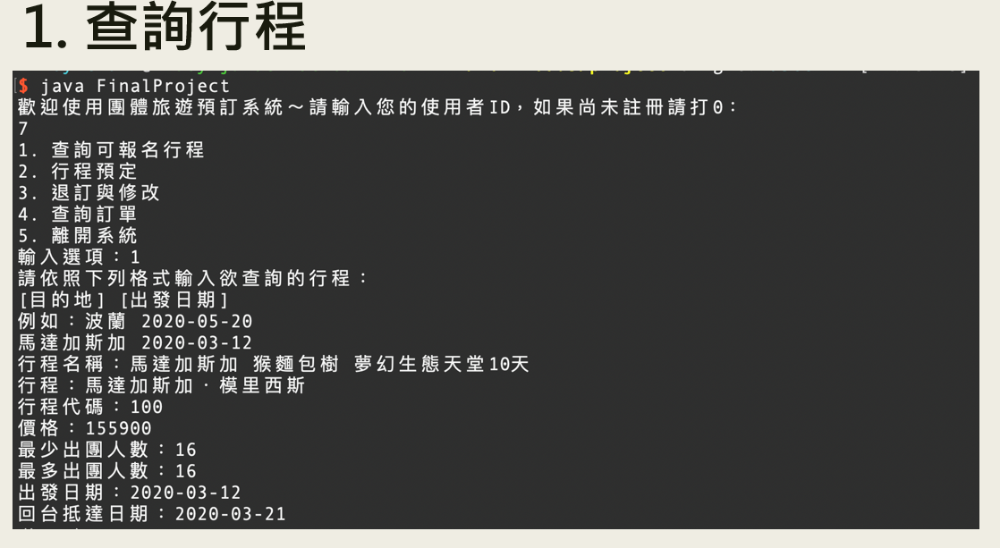 1. 查詢行程
$ java FinalProject
歡迎使用團體旅遊預訂系統～請輸入您的使用者ID，如果尚未註冊請打0：
7
1. 查詢可報名行程
2. 行程預定
3. 退訂與修改
4. 查詢訂單
5. 離開系統
輸入選項：1
請依照下列格式輸入欲查詢的行程：
[目的地] [出發日期]
例如：波蘭 2020-05-20
馬達加斯加 2020-03-12
行程名稱：馬達加斯加 猴麵包樹 夢幻生態天堂10天
行程：馬達加斯加‧模里西斯
行程代碼：100
價格：155900
最少出團人數：16
最多出團人數：16
出發日期：2020-03-12
回台抵達日期：2020-03-21